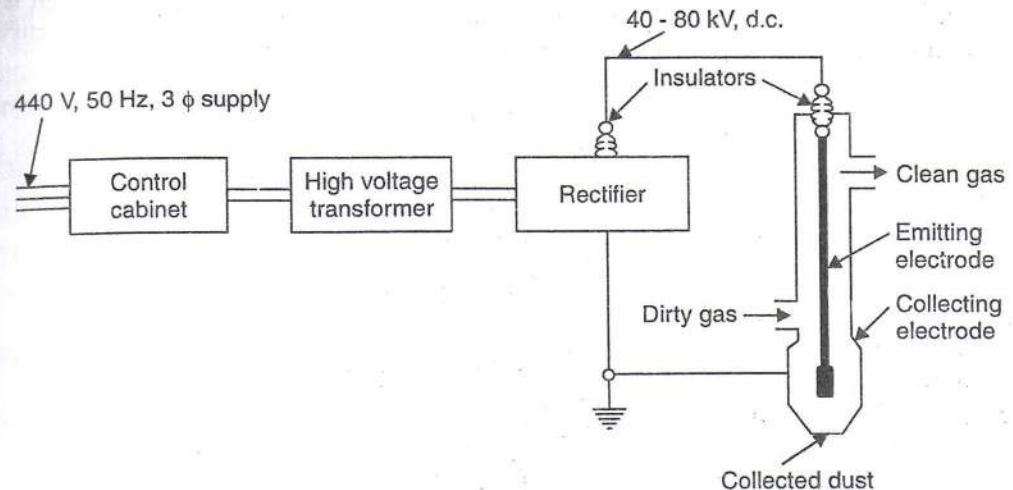 40 - 80 kV, d.c.
Insulators
440 V, 50 Hz, 3 ϕ supply
Control
cabinet
High voltage
transformer
Rectifier
Clean gas
Emitting
electrode
Dirty gas
Collecting
electrode
Collected dust